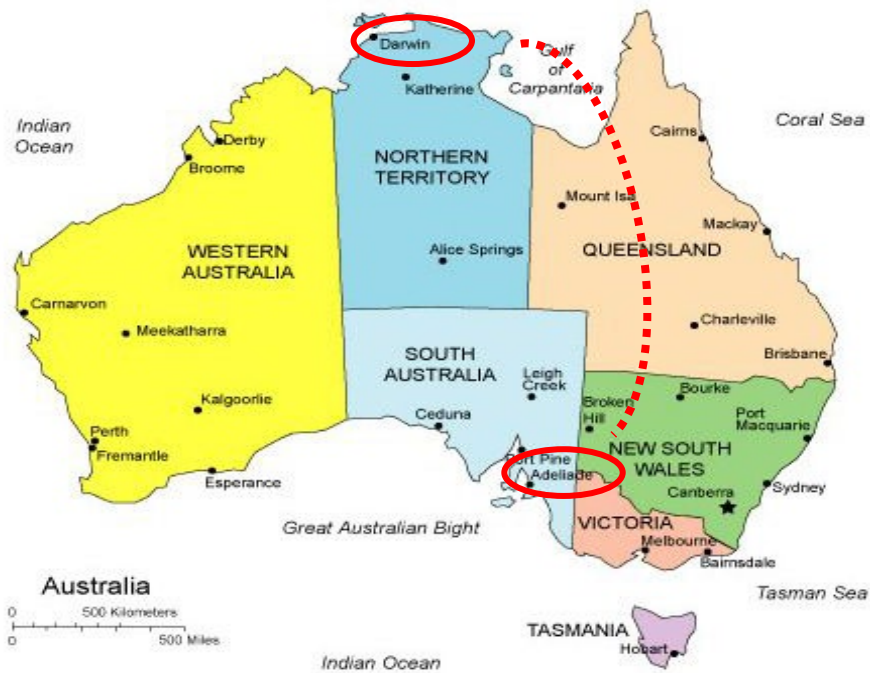 Darwin
Gulf
of
Carpantaria
Katherine
Indian
Ocean
Derby
Broome
Cairns
Coral Sea
NORTHERN
TERRITORY
Mount Isa
Mackay
WESTERN
AUSTRALIA
Alice Springs
QUEENSLAND
Carnarvon
Meekatharra
Charleville
SOUTH
AUSTRALIA
Brisbane
Leigh
Creek
Bourke
Kalgoorlie
Ceduna
Broken
Hill
Port
Macquarie
Perth
Fremantle
Port Pine
NEW SOUTH
WALES
Esperance
Adeliade
Canberra
Sydney
Great Australian Bight
VICTORIA
Melbourne
Bairnsdale
Australia
0 500 Kilometers
0 500 Miles
Tasman Sea
TASMANIA
Hobart
Indian Ocean